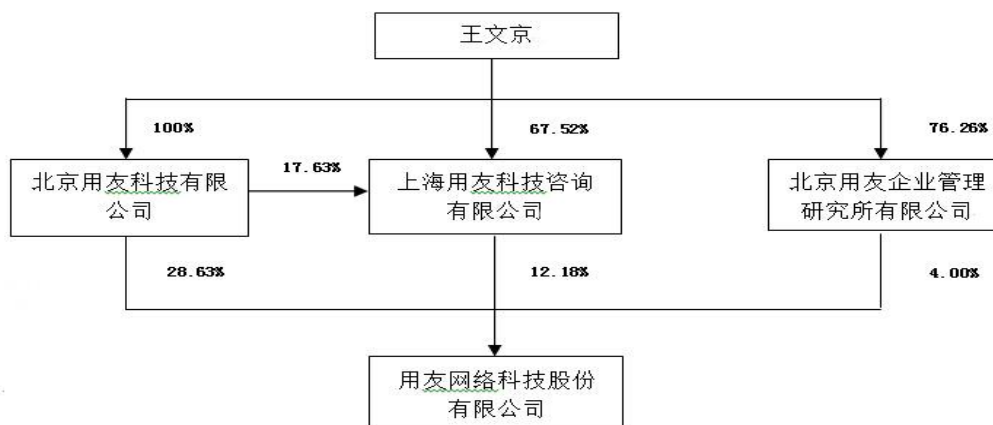 王文京
100%
67.52%
76.26%
北京用友科技有限
公司
17.63%
上海用友科技咨询
有限公司
北京用友企业管理
研究所有限公司
28.63%
12.18%
4.00%
用友网络科技股份
有限公司